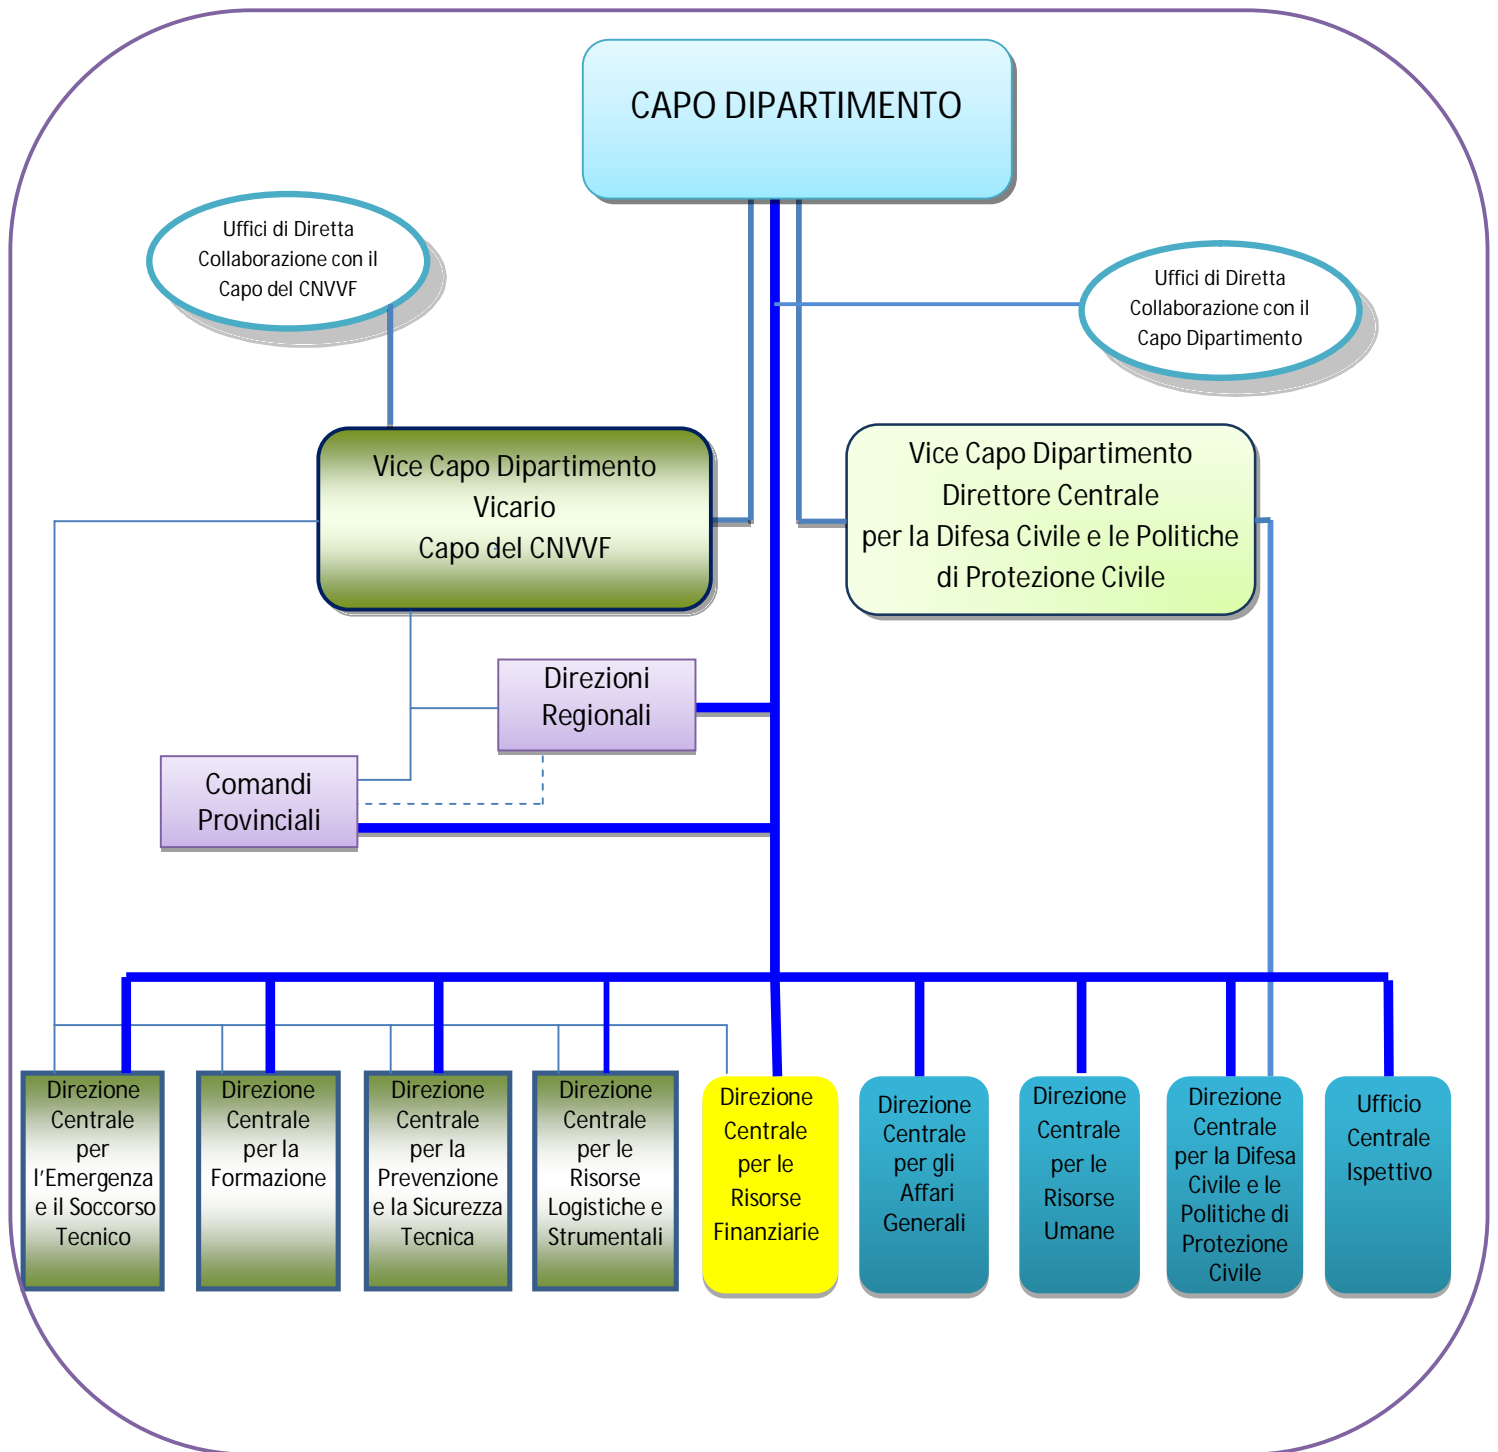 CAPO DIPARTIMENTO
Uffici di Diretta
Collaborazione con il
Capo del CNVVF
Uffici di Diretta
Collaborazione con il
Capo Dipartimento
Vice Capo Dipartimento
Vicario
Capo del CNVVF
Vice Capo Dipartimento
Direttore Centrale
per la Difesa Civile e le Politiche
di Protezione Civile
Direzioni
Regionali
Comandi
Provinciali
Direzione
Centrale
per
l'Emergenza
e il Soccorso
Tecnico
Direzione
Centrale
per la
Formazione
Direzione
Centrale
per la
Prevenzione
e la Sicurezza
Tecnica
Direzione
Centrale
per le
Risorse
Logistiche e
Strumentali
Direzione
Centrale
per le
Risorse
Finanziarie
Direzione
Centrale
per gli
Affari
Generali
Direzione
Centrale
per le
Risorse
Umane
Direzione
Centrale
per la Difesa
Civile e le
Politiche di
Protezione
Civile
Ufficio
Centrale
Ispettivo